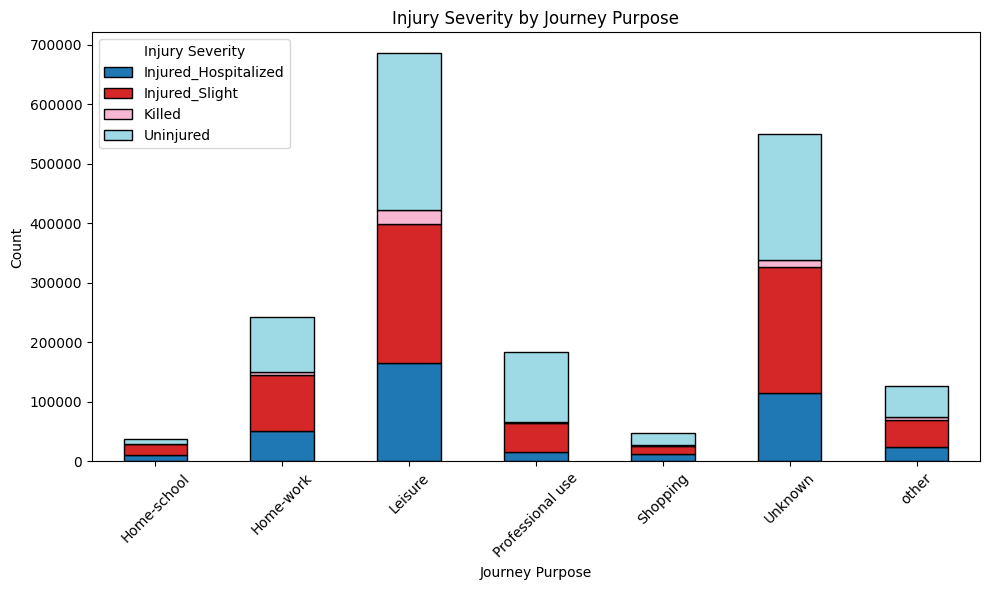 Injury Severity by Journey Purpose
Injury Severity
Injured_Hospitalized
Injured_Slight
Killed
Uninjured
Count
700000
600000
500000
400000
300000
200000
100000
0
Home-school
Home-work
Leisure
Professional use
Shopping
Unknown
other
Journey Purpose